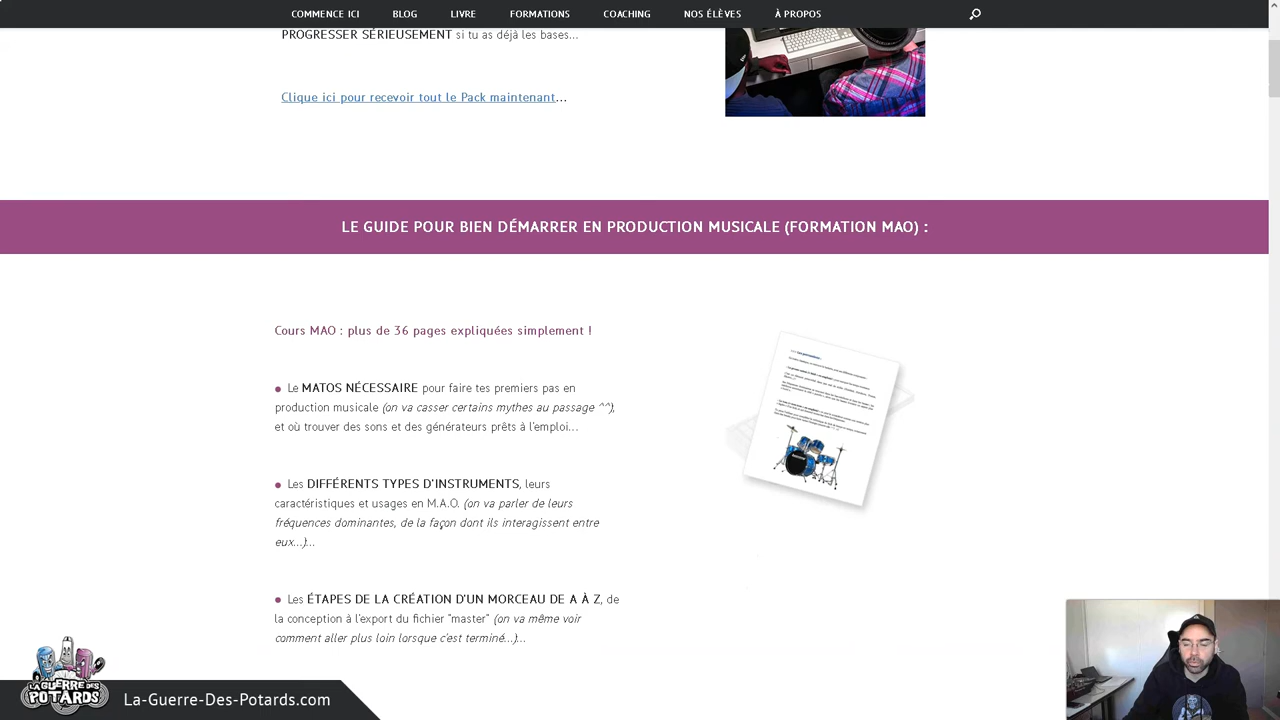 COMMENCE ICI BLOG LIVRE FORMATIONS COACHING NOS ÉLÈVES À PROPOS
PROGRESSER SÉRIEUSEMENT si tu as déjà les bases...
Clique ici pour recevoir tout le Pack maintenant...
LE GUIDE POUR BIEN DÉMARRER EN PRODUCTION MUSICALE (FORMATION MAO) :
Cours MAO : plus de 36 pages expliquées simplement !
● Le MATOS NÉCESSAIRE pour faire tes premiers pas en
production musicale (on va casser certains mythes au passage ^^),
et où trouver des sons et des générateurs prêts à l'emploi...
● Les DIFFÉRENTS TYPES D'INSTRUMENTS, leurs
caractéristiques et usages en M.A.O. (on va parler de leurs
fréquences dominantes, de la façon dont ils interagissent entre
eux...)...
● Les ÉTAPES DE LA CRÉATION D'UN MORCEAU DE A À Z, de
la conception à l'export du fichier "master" (on va même voir
comment aller plus loin lorsque c'est terminé...)...
LA GUERRE DES
POTARDS
La-Guerre-Des-Potards.com